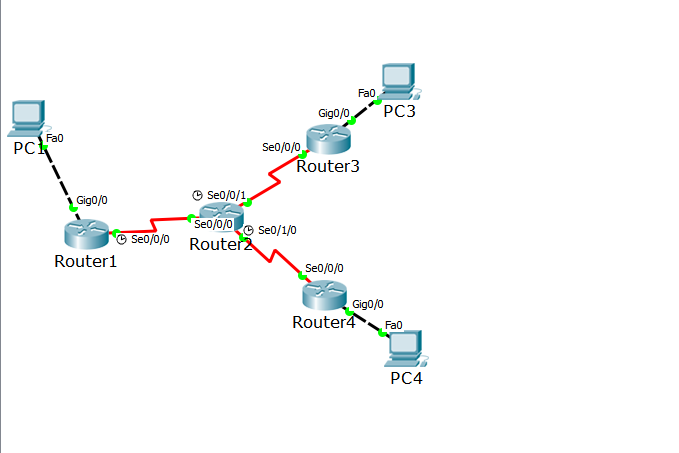 Fa0
PC3
Gig0/0
PC1
Fa0
Se0/0/0
Router3
Se0/0/1
Gig0/0
Se0/0/0
Se0/1/0
Se0/0/0
Router2
Router1
Se0/0/0
Gig0/0
Router4
Fa0
PC4